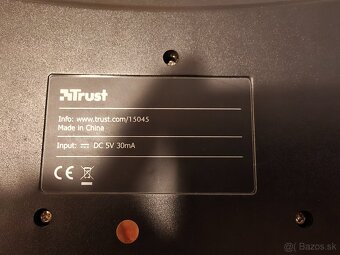 Trust
Info: www.trust.com/15045
Made in China
Input: DC 5V 30mA
CE
Bazos.sk